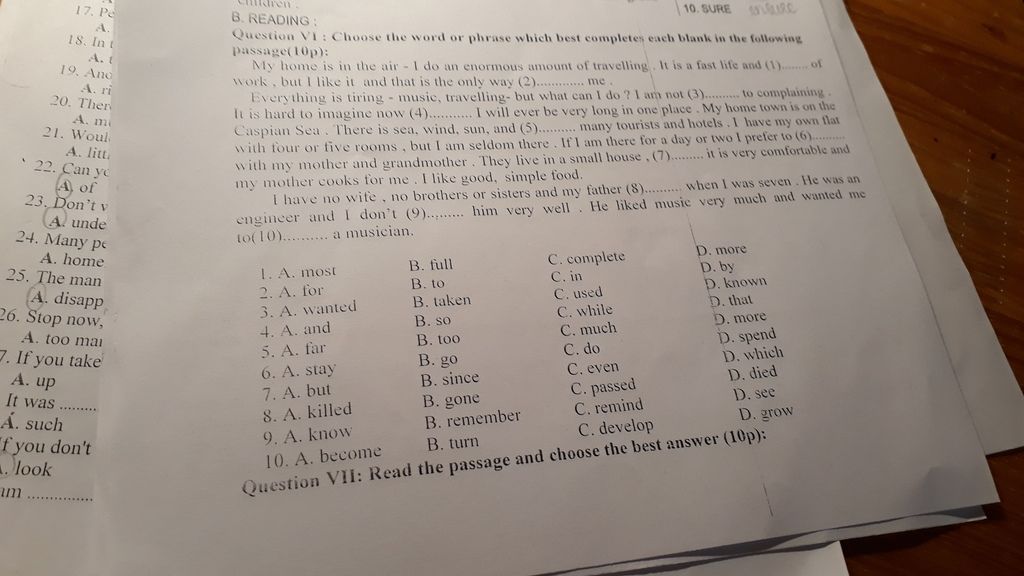 17. Pe
A.
18. In t
A. t
19. And
A. ri
20. Ther
A. m
21. Woul
A. littl
22. Can yo
A. of
23. Don't v
A. unde
24. Many pe
A. home
25. The man
A. disapp
26. Stop now,
A. too mai
7. If you take
A. up
It was ..........
A. such
If you don't
A. look
am ................
children .
10. SURE
B. READING :
Question VI : Choose the word or phrase which best completes each blank in the following
passage(10p):
My home is in the air - I do an enormous amount of travelling . It is a fast life and (1)........ of
work , but I like it and that is the only way (2)............. me .
Everything is tiring - music, travelling- but what can I do ? I am not (3).......... to complaining .
It is hard to imagine now (4).......... I will ever be very long in one place . My home town is on the
Caspian Sea . There is sea, wind, sun, and (5).......... many tourists and hotels . I have my own flat
with four or five rooms , but I am seldom there . If I am there for a day or two I prefer to (6).........
with my mother and grandmother . They live in a small house , (7)......... it is very comfortable and
my mother cooks for me . I like good, simple food.
I have no wife , no brothers or sisters and my father (8).......... when I was seven . He was an
engineer and I don't (9)......... him very well . He liked music very much and wanted me
to(10)........... a musician.
1. A. most B. full C. complete D. more
2. A. for B. to C. in D. by
3. A. wanted B. taken C. used D. known
4. A. and B. so C. while D. that
5. A. far B. too C. much D. more
6. A. stay B. go C. do D. spend
7. A. but B. since C. even D. which
8. A. killed B. gone C. passed D. died
9. A. know B. remember C. remind D. see
10. A. become B. turn C. develop D. grow
Question VII: Read the passage and choose the best answer (10p):